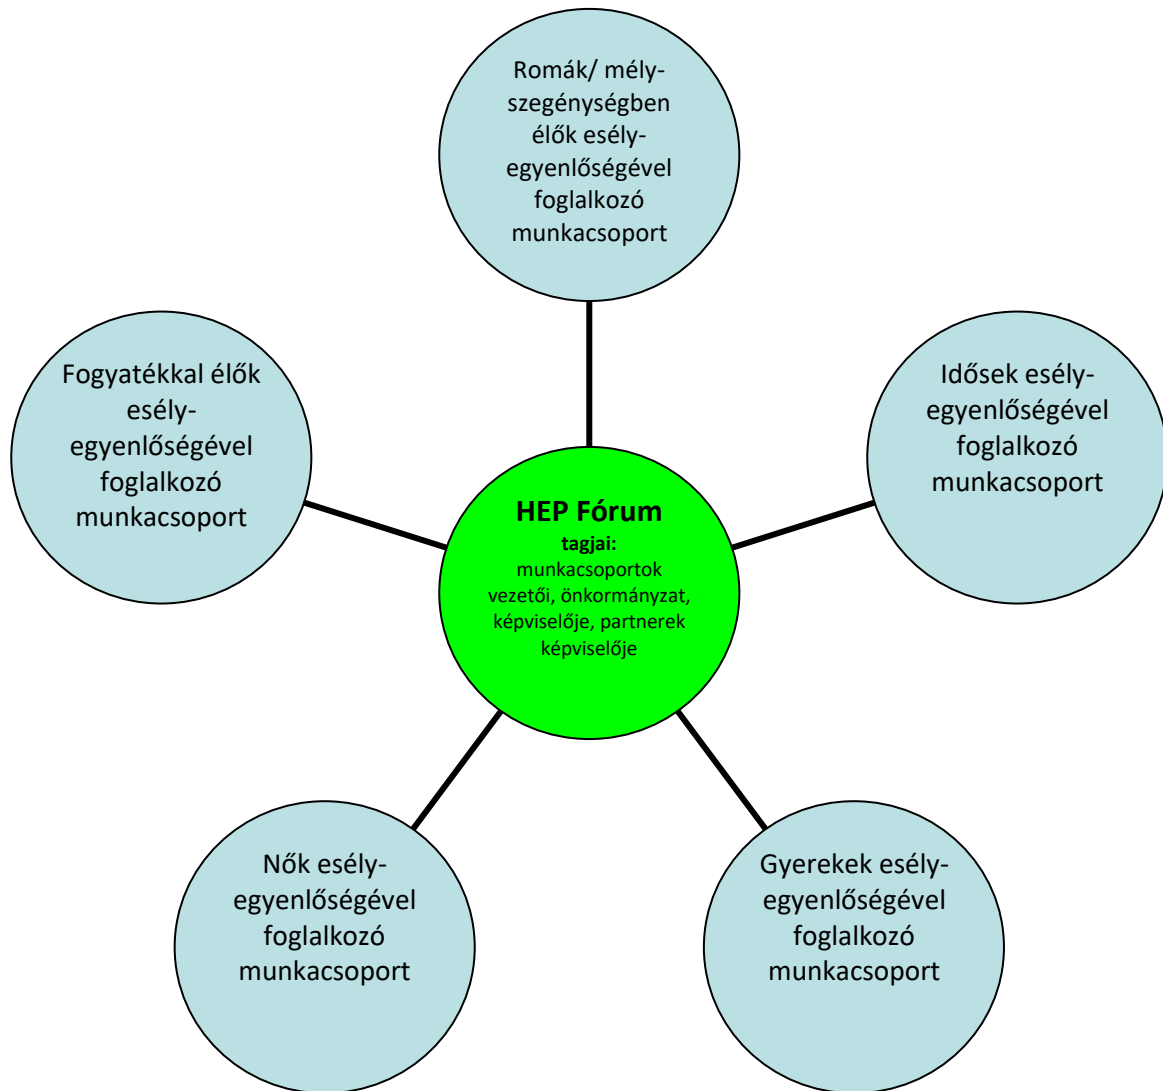 Romák/ mély-
szegénységben
élők esély-
egyenlőségével
foglalkozó
munkacsoport
Fogyatékkal élők
esély-
egyenlőségével
foglalkozó
munkacsoport
Idősek esély-
egyenlőségével
foglalkozó
munkacsoport
HEP Fórum
tagjai:
munkacsoportok
vezetői, önkormányzat,
képviselője, partnerek
képviselője
Nők esély-
egyenlőségével
foglalkozó
munkacsoport
Gyerekek esély-
egyenlőségével
foglalkozó
munkacsoport